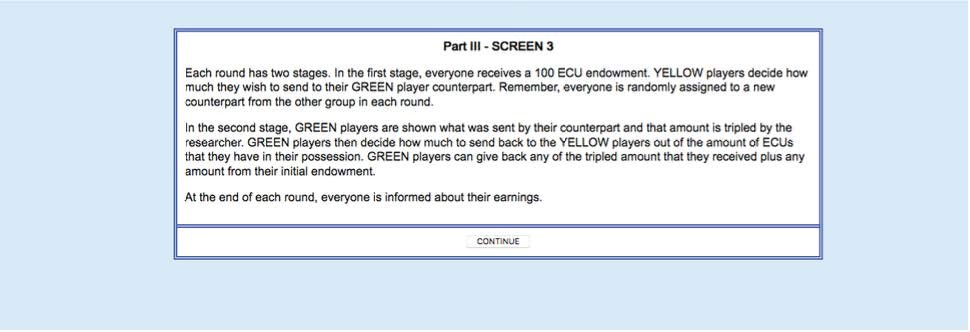 Part III - SCREEN 3
Each round has two stages. In the first stage, everyone receives a 100 ECU endowment. YELLOW players decide how
much they wish to send to their GREEN player counterpart. Remember, everyone is randomly assigned to a new
counterpart from the other group in each round.
In the second stage, GREEN players are shown what was sent by their counterpart and that amount is tripled by the
researcher. GREEN players then decide how much to send back to the YELLOW players out of the amount of ECUs
that they have in their possession. GREEN players can give back any of the tripled amount that they received plus any
amount from their initial endowment.
At the end of each round, everyone is informed about their earnings.
CONTINUE